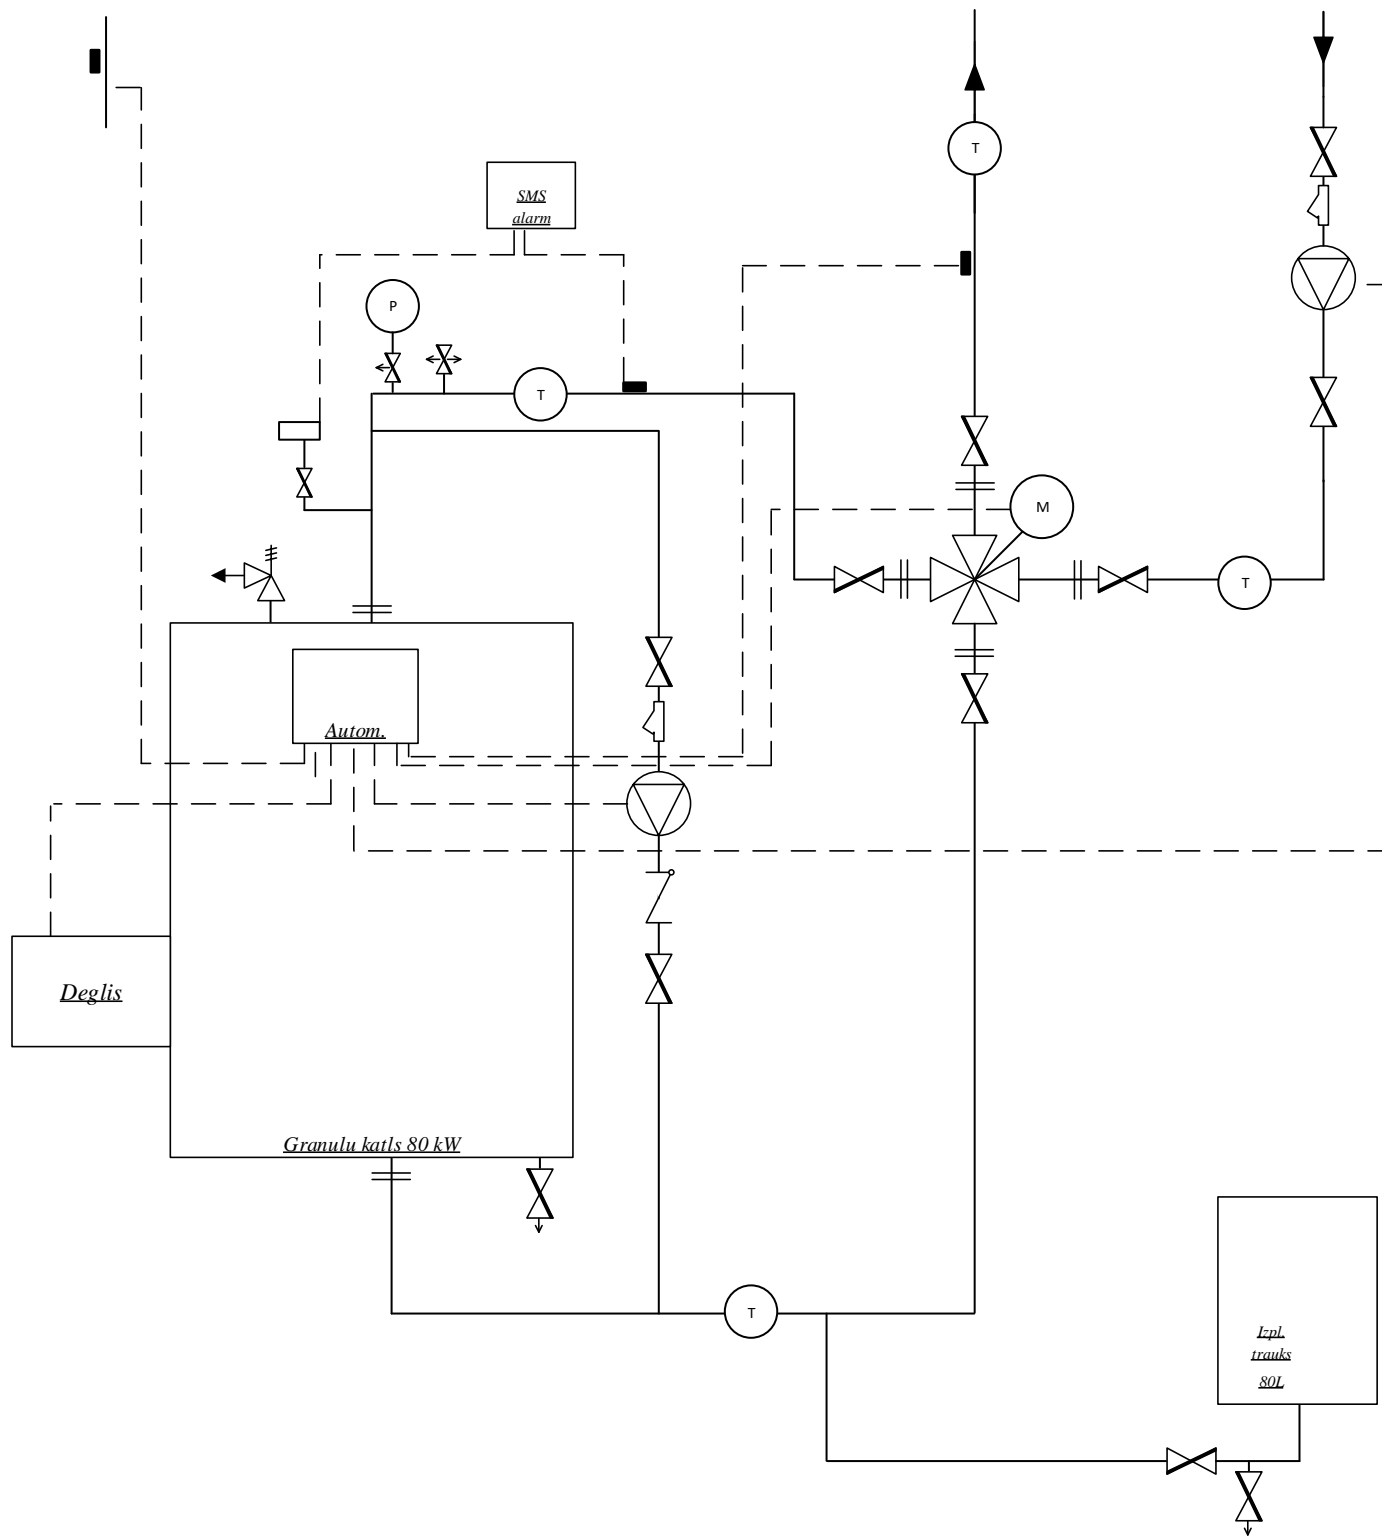 T
SMS
alarm
P
T
M
T
Autom.
Deglis
Granulu katls 80 kW
T
Izpl.
trauks
80L